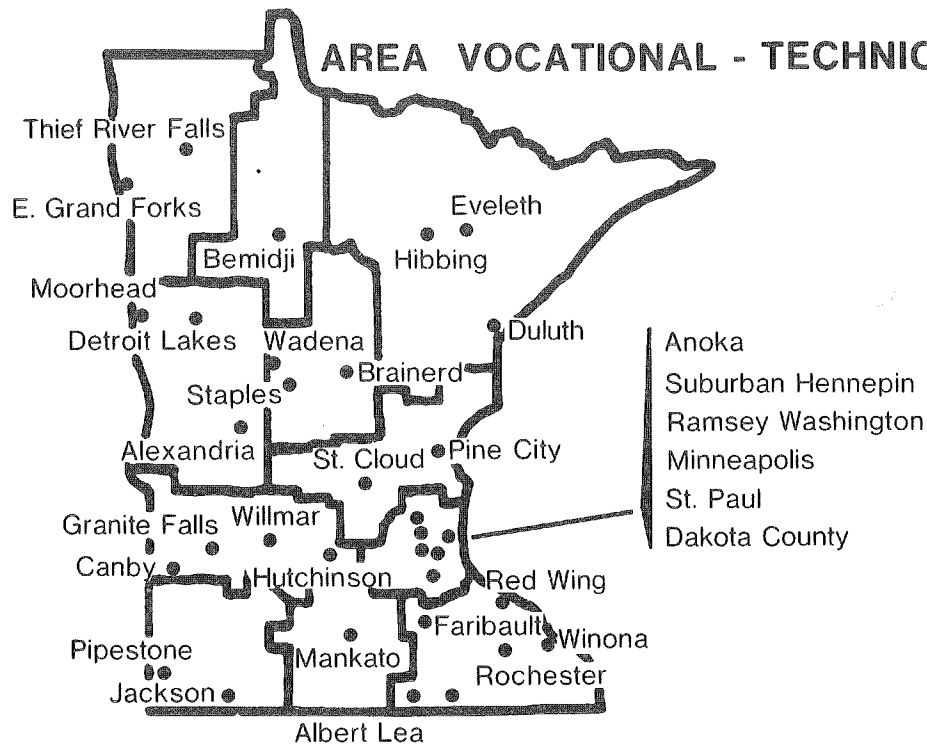 AREA VOCATIONAL - TECHNIC
Thief River Falls
E. Grand Forks
Eveleth
Bemidji
Hibbing
Moorhead
Detroit Lakes
Wadena
Duluth
Staples
Brainerd
Alexandria
St. Cloud
Pine City
Anoka
Suburban Hennepin
Ramsey Washington
Minneapolis
St. Paul
Dakota County
Granite Falls
Willmar
Canby
Hutchinson
Red Wing
Faribault
Winona
Pipestone
Mankato
Rochester
Jackson
Albert Lea